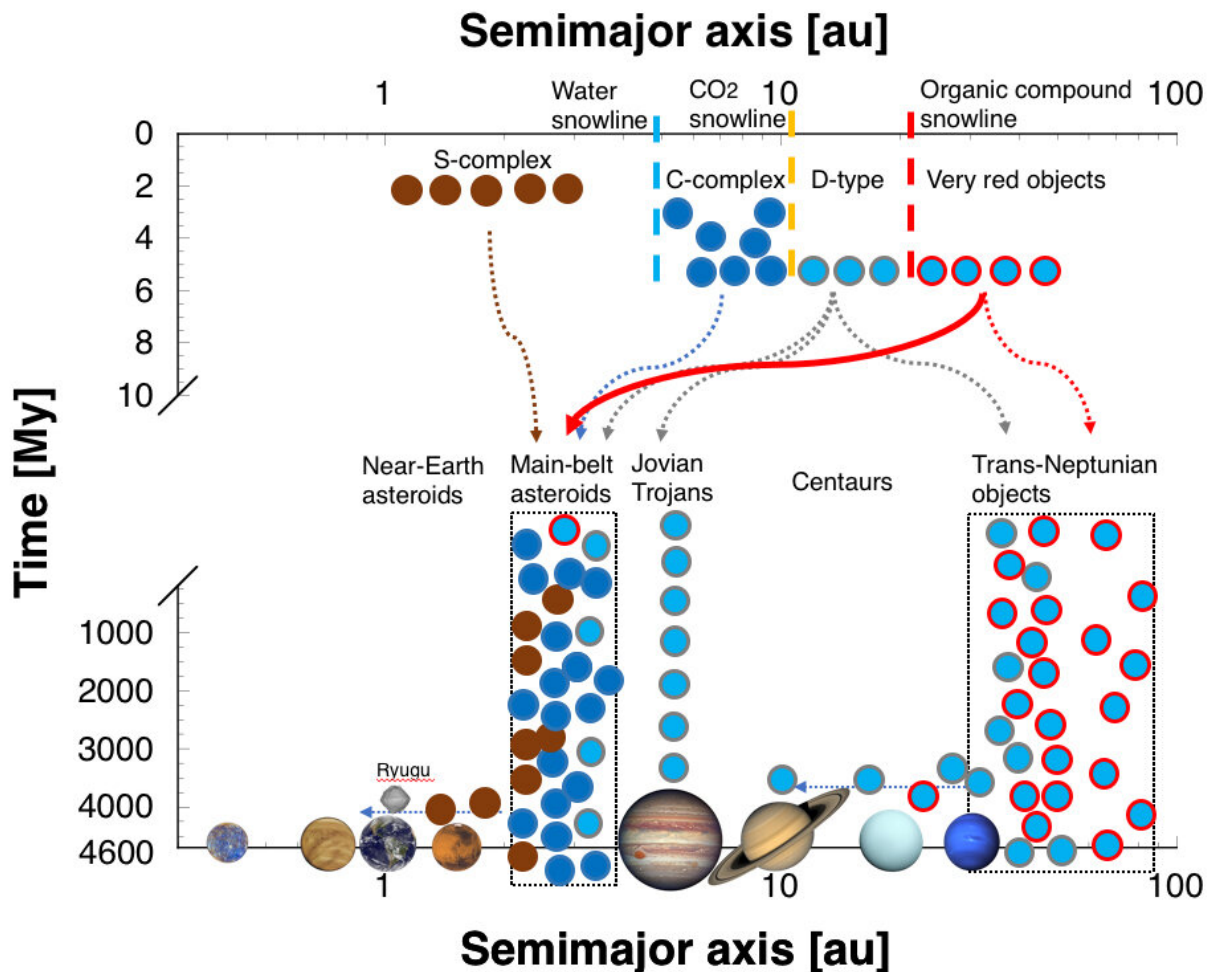 Semimajor axis [au]
1
10
100
Water
snowline
CO2
snowline
Organic compound
snowline
0
2
4
6
8
10
S-complex
C-complex
D-type
Very red objects
Time [My]
Near-Earth
asteroids
Main-belt
asteroids
Jovian
Trojans
Centaurs
Trans-Neptunian
objects
1000
2000
3000
4000
4600
Ryugu
1
10
100
Semimajor axis [au]